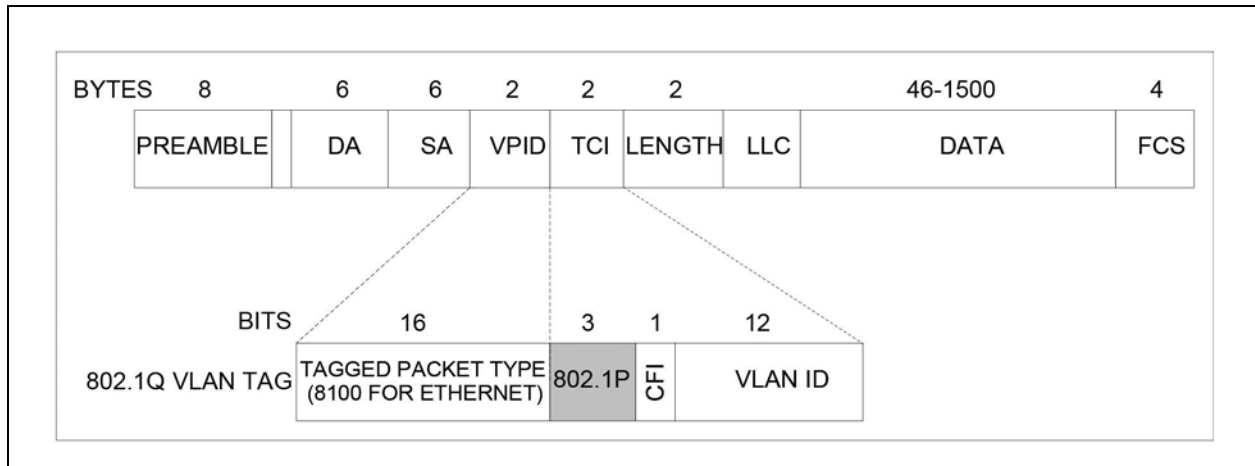 BYTES 8 6 6 2 2 2 46-1500 4
PREAMBLE DA SA VPID TCI LENGTH LLC DATA FCS
BITS 16 3 1 12
802.1Q VLAN TAG TAGGED PACKET TYPE (8100 FOR ETHERNET) 802.1P CFI VLAN ID